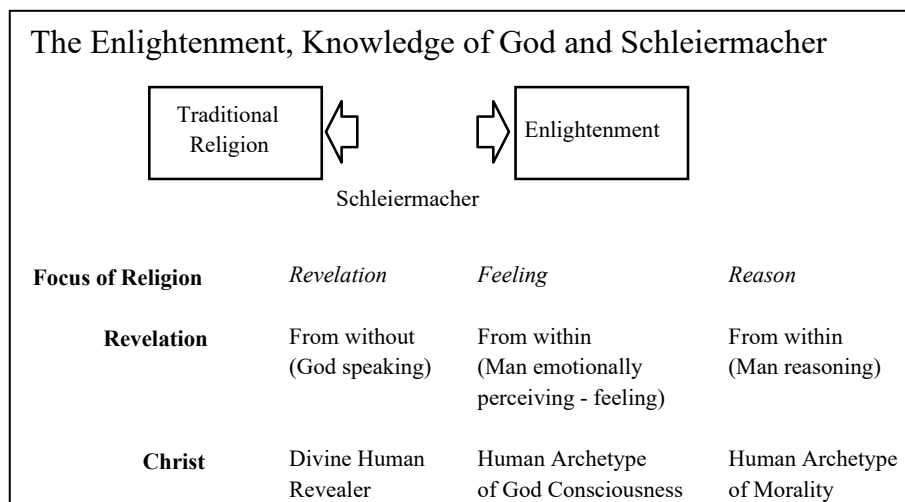 The Enlightenment, Knowledge of God and Schleiermacher
Traditional
Religion
Enlightenment
Schleiermacher
Focus of Religion Revelation Feeling Reason
Revelation From without From within From within
(God speaking) (Man emotionally (Man reasoning)
perceiving - feeling)
Christ Divine Human Human Archetype Human Archetype
Revealer of God Consciousness of Morality